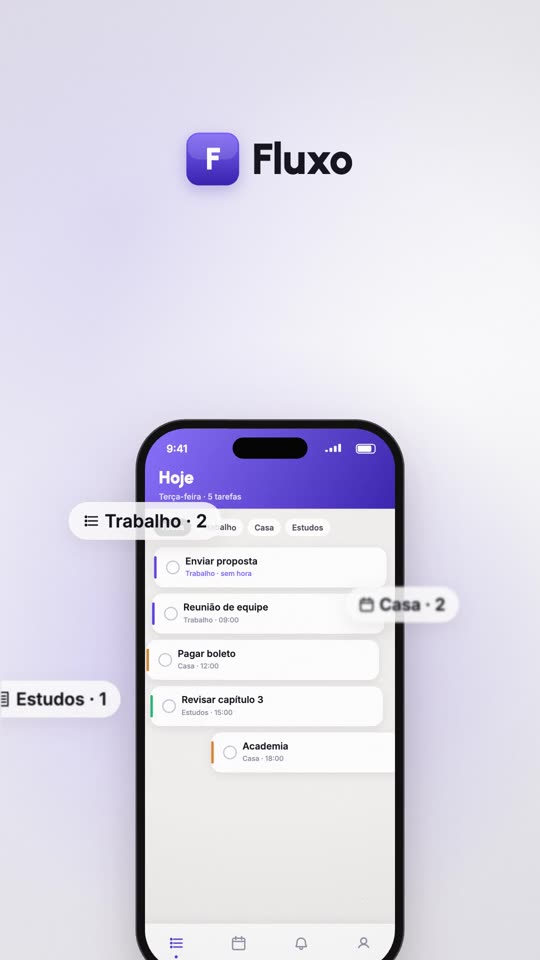 F Fluxo
9:41
Hoje
Terça-feira · 5 tarefas
Trabalho · 2
Casa
Estudos
Enviar proposta
Trabalho · sem hora
Casa · 2
Reunião de equipe
Trabalho · 09:00
Pagar boleto
Casa · 12:00
Estudos · 1
Revisar capítulo 3
Estudos · 15:00
Academia
Casa · 18:00